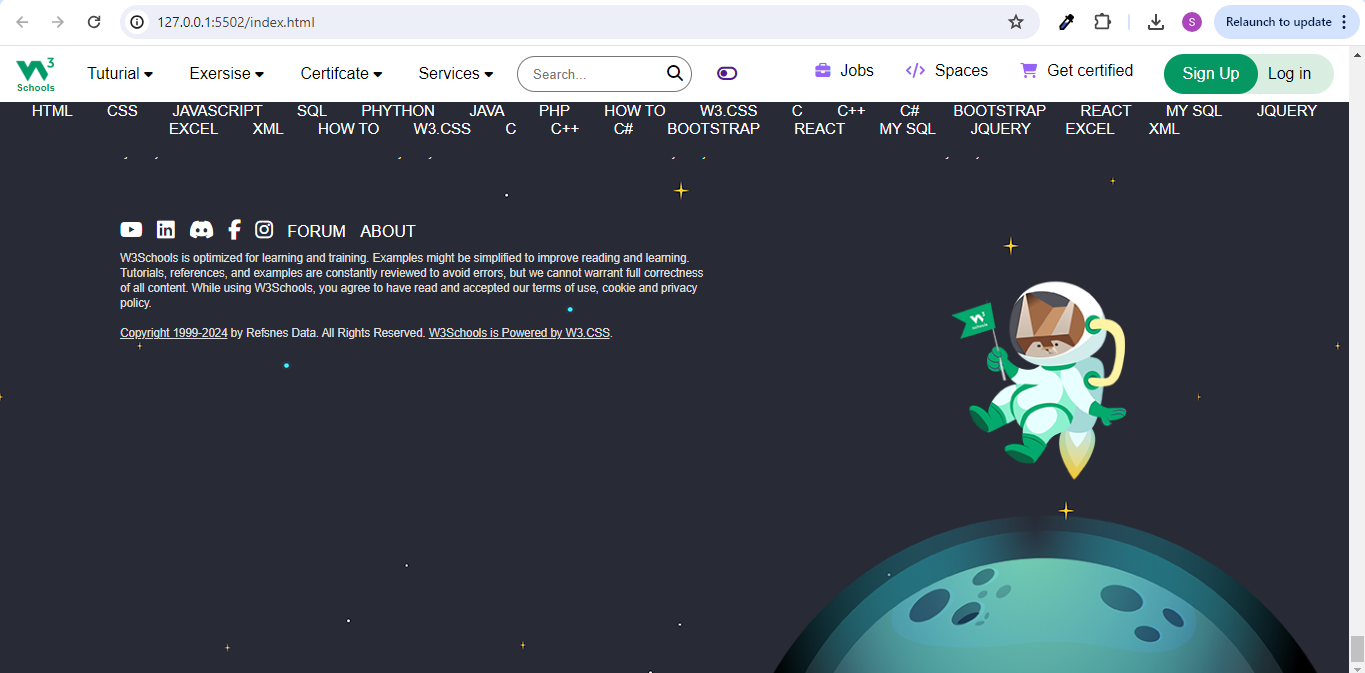 127.0.0.1:5502/index.html
S
Relaunch to update
W3
Schools
Tuturial
Exersise
Certifcate
Services
Search...
Jobs
Spaces
Get certified
Sign Up
Log in
HTML CSS JAVASCRIPT SQL PHYTHON JAVA PHP HOW TO W3.CSS C C++ C# BOOTSTRAP REACT MY SQL JQUERY
EXCEL XML HOW TO W3.CSS C C++ C# BOOTSTRAP REACT MY SQL JQUERY EXCEL XML
FORUM ABOUT
W3Schools is optimized for learning and training. Examples might be simplified to improve reading and learning.
Tutorials, references, and examples are constantly reviewed to avoid errors, but we cannot warrant full correctness
of all content. While using W3Schools, you agree to have read and accepted our terms of use, cookie and privacy
policy.
Copyright 1999-2024 by Refsnes Data. All Rights Reserved. W3Schools is Powered by W3.CSS.
W3
Schools